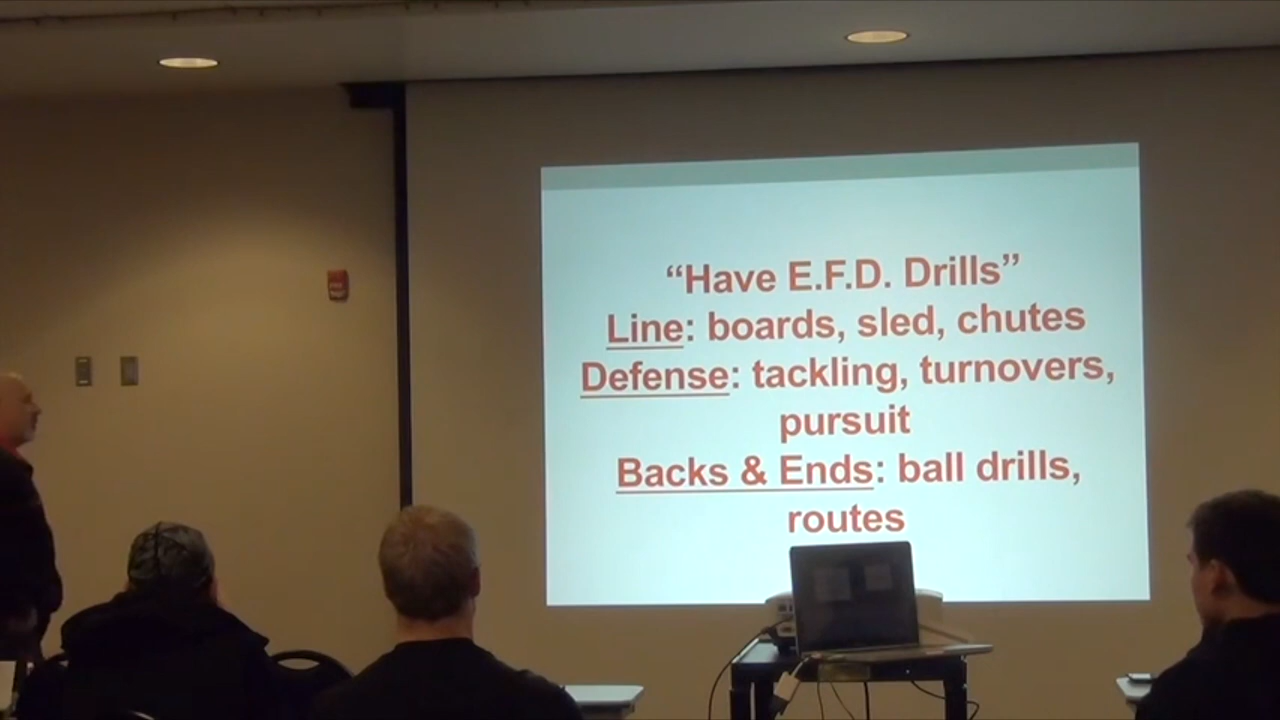 “Have E.F.D. Drills”
Line: boards, sled, chutes
Defense: tackling, turnovers,
pursuit
Backs & Ends: ball drills,
routes